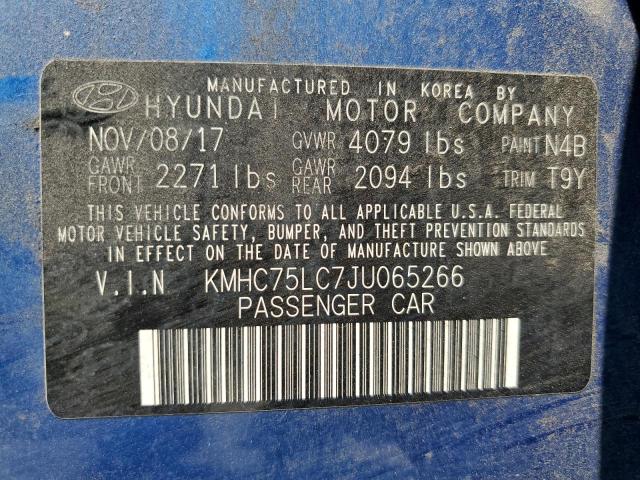 MANUFACTURED IN KOREA BY
HYUNDAI MOTOR COMPANY
NOV/08/17 GVWR 4079 lbs PAINT N4B
GAWR FRONT 2271 lbs GAWR REAR 2094 lbs TRIM T9Y
THIS VEHICLE CONFORMS TO ALL APPLICABLE U.S.A. FEDERAL
MOTOR VEHICLE SAFETY, BUMPER, AND THEFT PREVENTION STANDARDS
IN EFFECT ON THE DATE OF MANUFACTURE SHOWN ABOVE
V.I.N KMHC75LC7JU065266
PASSENGER CAR